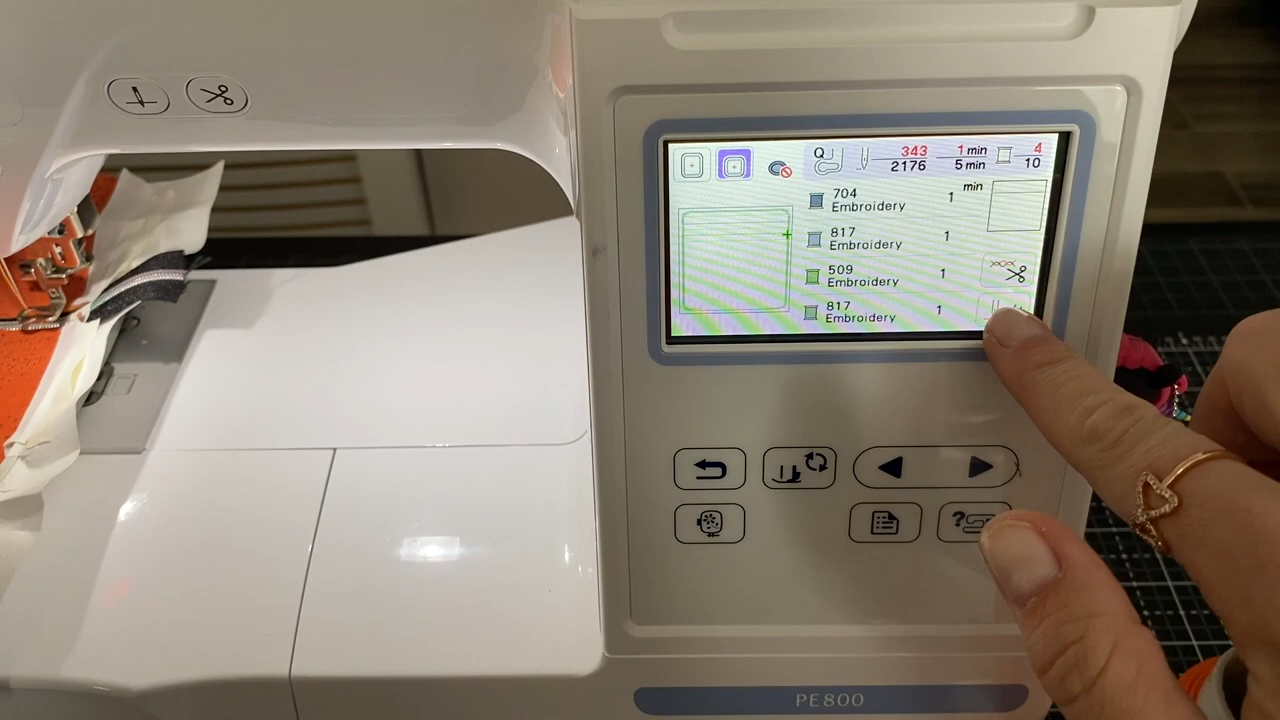 Q 343 1 min 4
2176 5 min 10
min
704 1
Embroidery
817 1
Embroidery
509 1
Embroidery
817 1
Embroidery
?
PE800